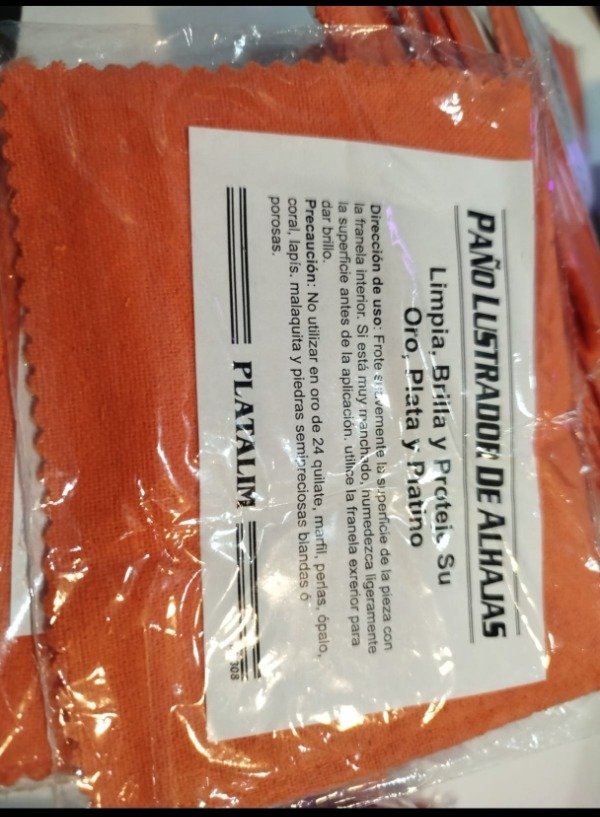 PAÑO LUSTRADOR DE ALHAJAS
Limpia, Brilla y Proteje Su
Oro, Plata y Platino
Dirección de uso: Frote suavemente la superficie de la pieza con
la franela interior. Si está muy manchado, humedezca ligeramente
la superficie antes de la aplicación, utilice la franela exrerior para
dar brillo.
Precaución: No utilizar en oro de 24 quilate, marfil, perlas, ópalo,
coral, lapis, malaquita y piedras semipreciosas blandas ó
porosas.
PLATALIM